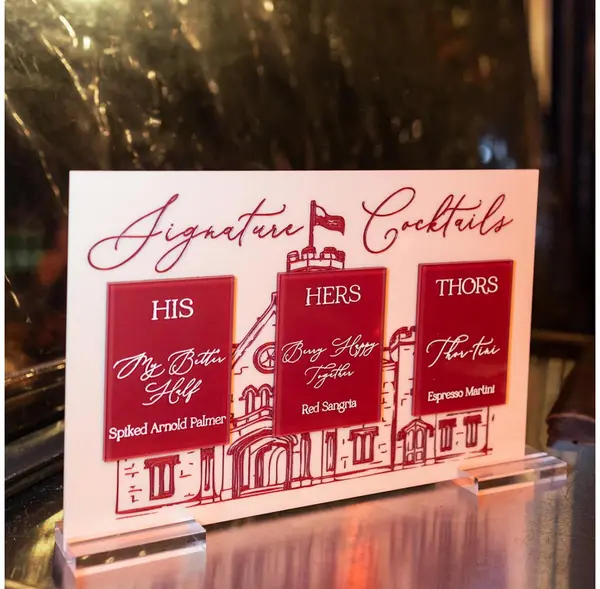 Signature Cocktails
HIS
My Better
Half
Spiked Arnold Palmer
HERS
Berry Happy
Together
Red Sangria
THORS
Thor-tini
Espresso Martini